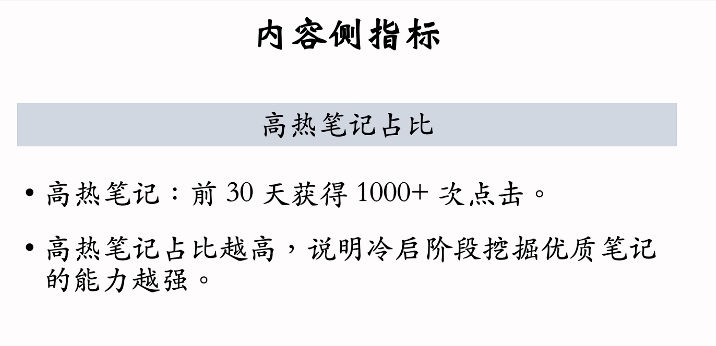 内容侧指标
高热笔记占比
• 高热笔记：前 30 天获得 1000+ 次点击。
• 高热笔记占比越高，说明冷启阶段挖掘优质笔记
的能力越强。